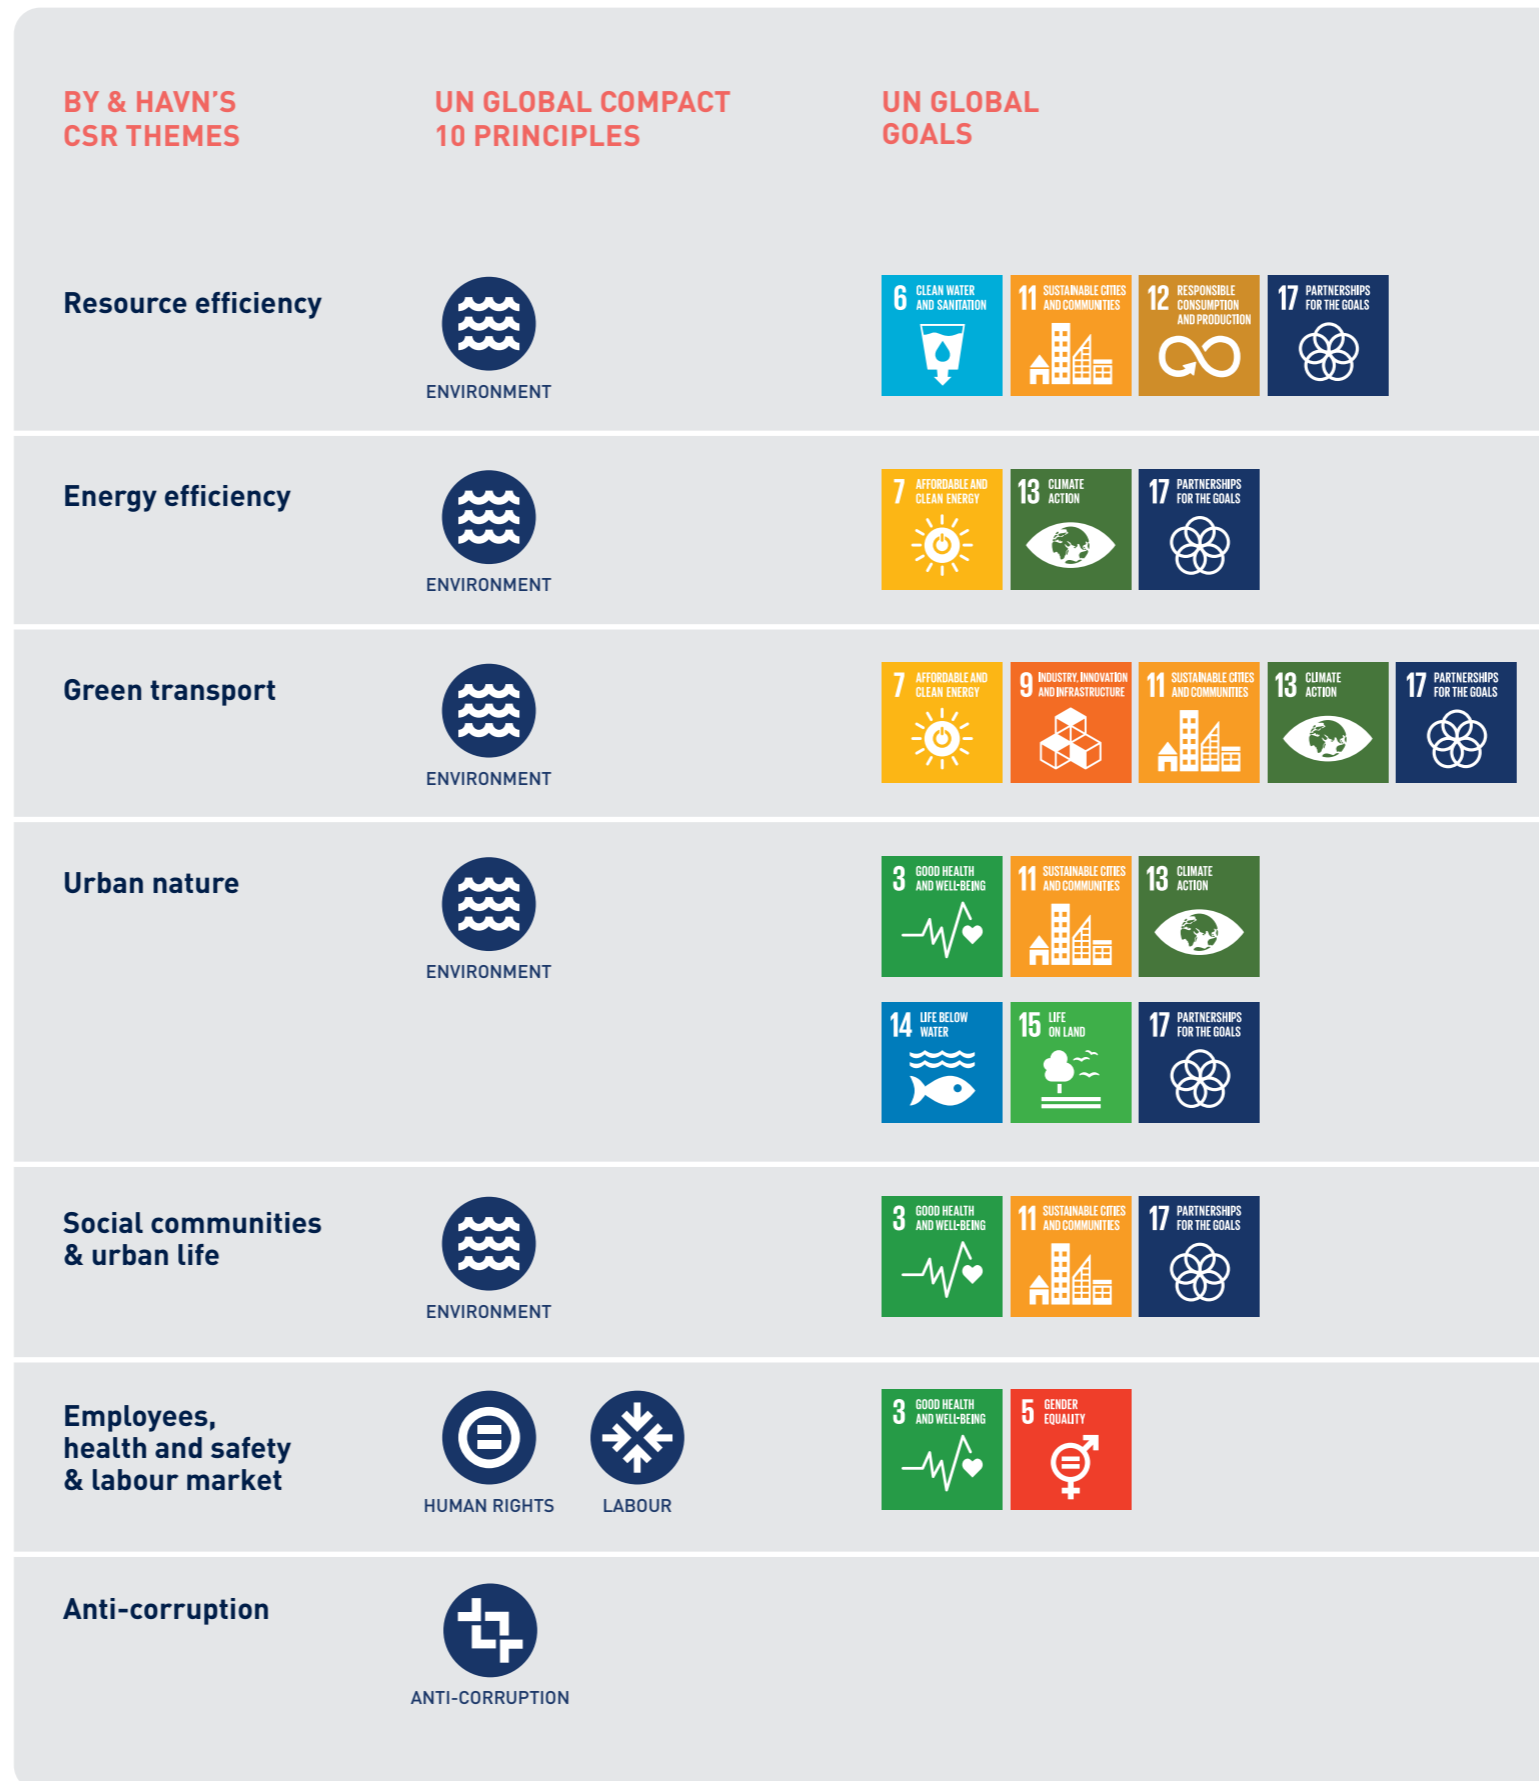 BY & HAVN'S
CSR THEMES
UN GLOBAL COMPACT
10 PRINCIPLES
UN GLOBAL
GOALS
Resource efficiency
ENVIRONMENT
6 CLEAN WATER
AND SANITATION
11 SUSTAINABLE CITIES
AND COMMUNITIES
12 RESPONSIBLE
CONSUMPTION
AND PRODUCTION
17 PARTNERSHIPS
FOR THE GOALS
Energy efficiency
ENVIRONMENT
7 AFFORDABLE AND
CLEAN ENERGY
13 CLIMATE
ACTION
17 PARTNERSHIPS
FOR THE GOALS
Green transport
ENVIRONMENT
7 AFFORDABLE AND
CLEAN ENERGY
9 INDUSTRY, INNOVATION
AND INFRASTRUCTURE
11 SUSTAINABLE CITIES
AND COMMUNITIES
13 CLIMATE
ACTION
17 PARTNERSHIPS
FOR THE GOALS
Urban nature
ENVIRONMENT
3 GOOD HEALTH
AND WELL-BEING
11 SUSTAINABLE CITIES
AND COMMUNITIES
13 CLIMATE
ACTION
14 LIFE BELOW
WATER
15 LIFE
ON LAND
17 PARTNERSHIPS
FOR THE GOALS
Social communities
& urban life
ENVIRONMENT
3 GOOD HEALTH
AND WELL-BEING
11 SUSTAINABLE CITIES
AND COMMUNITIES
17 PARTNERSHIPS
FOR THE GOALS
Employees,
health and safety
& labour market
HUMAN RIGHTS
LABOUR
3 GOOD HEALTH
AND WELL-BEING
5 GENDER
EQUALITY
Anti-corruption
ANTI-CORRUPTION